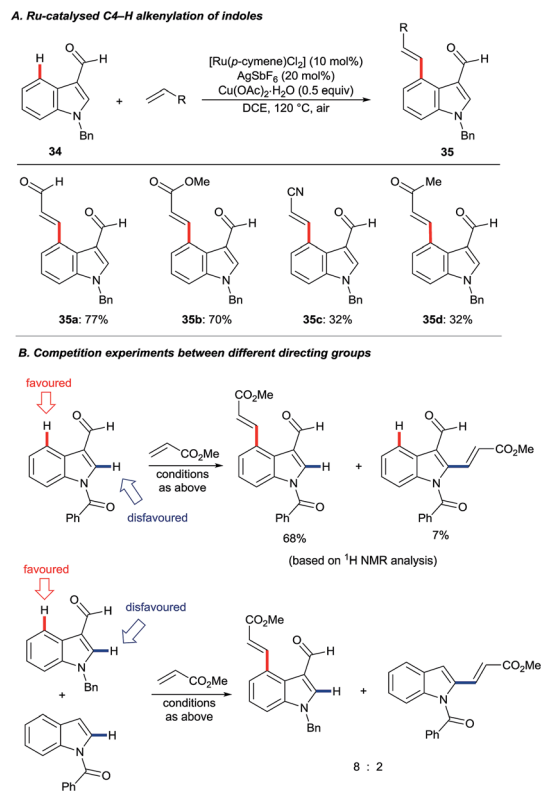 A. Ru-catalysed C4–H alkenylation of indoles
H
O
H
N
Bn
34
+
R
[Ru(p-cymene)Cl2] (10 mol%)
AgSbF6 (20 mol%)
Cu(OAc)2·H2O (0.5 equiv)
DCE, 120 °C, air
R
O
H
N
Bn
35
O
H
O
H
N
Bn
35a: 77%
O
OMe
O
H
N
Bn
35b: 70%
CN
O
H
N
Bn
35c: 32%
O
Me
O
H
N
Bn
35d: 32%
B. Competition experiments between different directing groups
favoured
H
O
H
H
N
O
Ph
disfavoured
CO2Me
conditions
as above
CO2Me
O
H
H
N
O
Ph
68%
+
H
O
H
CO2Me
N
O
Ph
7%
(based on 1H NMR analysis)
favoured
disfavoured
H
O
H
H
N
Bn
+
H
N
O
Ph
CO2Me
conditions
as above
CO2Me
O
H
H
N
Bn
+
CO2Me
N
O
Ph
8 : 2